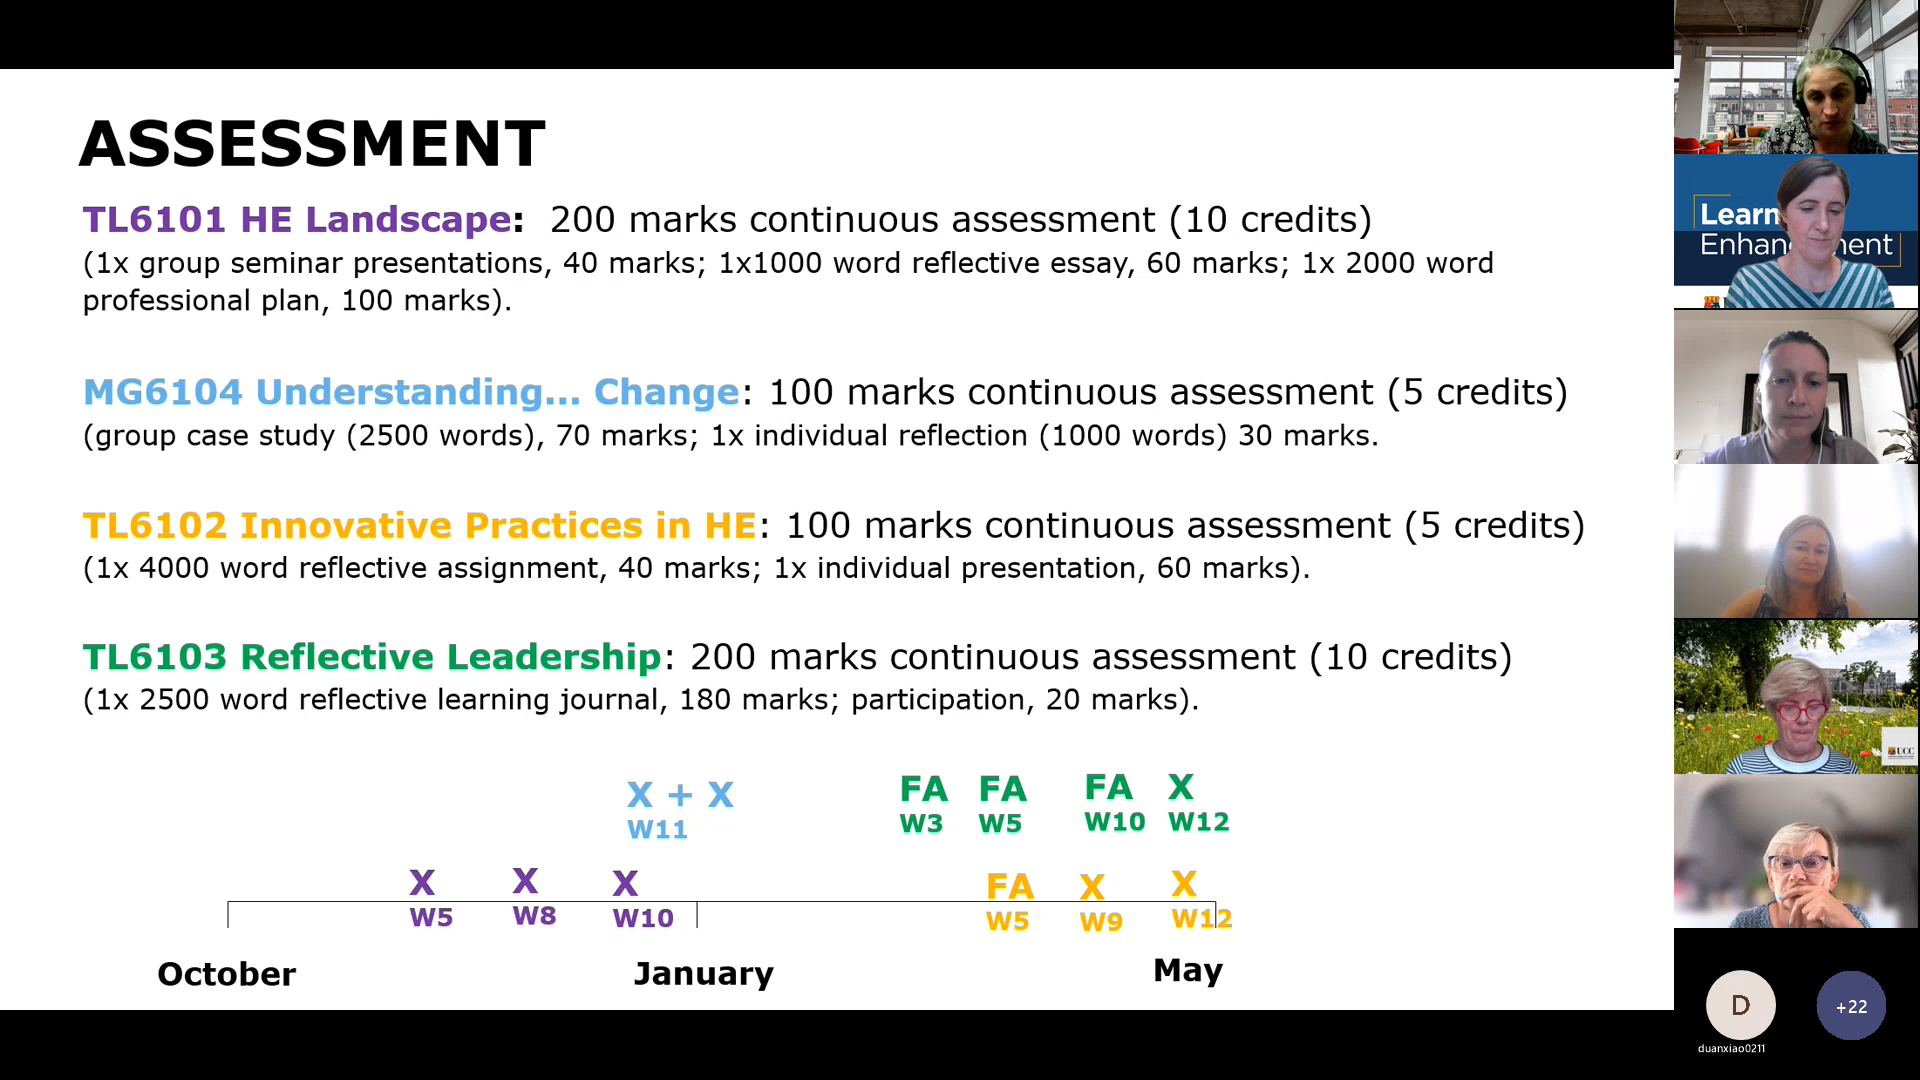 ASSESSMENT
TL6101 HE Landscape: 200 marks continuous assessment (10 credits)
(1x group seminar presentations, 40 marks; 1x1000 word reflective essay, 60 marks; 1x 2000 word
professional plan, 100 marks).
MG6104 Understanding... Change: 100 marks continuous assessment (5 credits)
(group case study (2500 words), 70 marks; 1x individual reflection (1000 words) 30 marks.
TL6102 Innovative Practices in HE: 100 marks continuous assessment (5 credits)
(1x 4000 word reflective assignment, 40 marks; 1x individual presentation, 60 marks).
TL6103 Reflective Leadership: 200 marks continuous assessment (10 credits)
(1x 2500 word reflective learning journal, 180 marks; participation, 20 marks).
X + X
W11
FA FA FA X
W3 W5 W10 W12
X X X FA X X
W5 W8 W10 W5 W9 W12
October January May
Learn
Enhan ent
UCC
D
+22
duanxiao0211